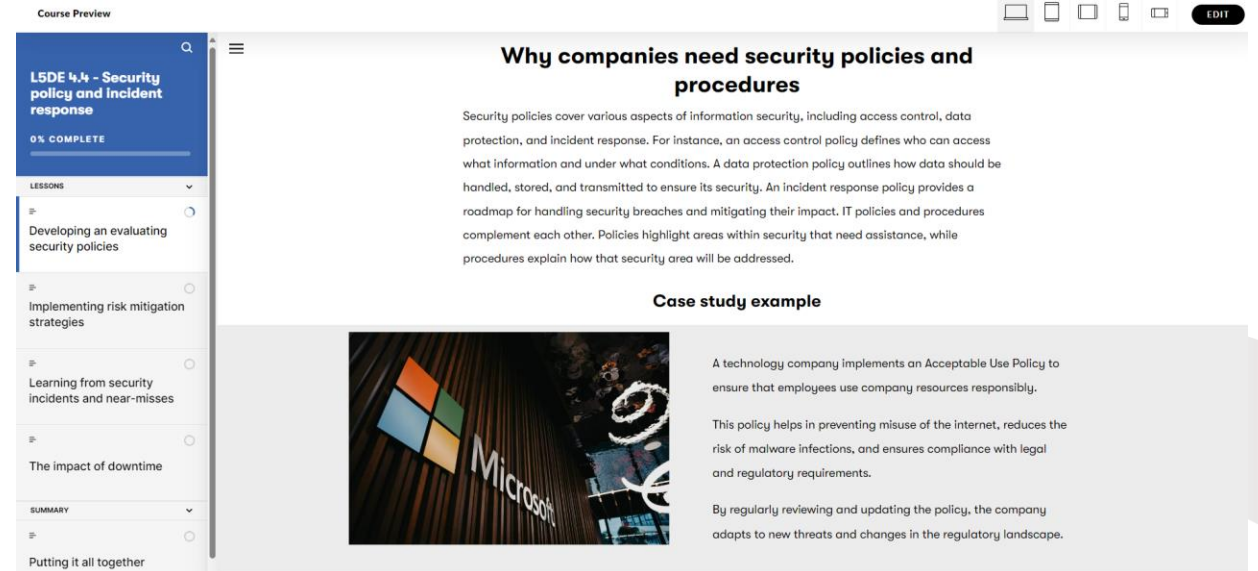 Course Preview
EDIT
L5DE 4.4 - Security
policy and incident
response
0% COMPLETE
LESSONS
Developing an evaluating
security policies
Implementing risk mitigation
strategies
Learning from security
incidents and near-misses
The impact of downtime
SUMMARY
Putting it all together
Why companies need security policies and
procedures
Security policies cover various aspects of information security, including access control, data
protection, and incident response. For instance, an access control policy defines who can access
what information and under what conditions. A data protection policy outlines how data should be
handled, stored, and transmitted to ensure its security. An incident response policy provides a
roadmap for handling security breaches and mitigating their impact. IT policies and procedures
complement each other. Policies highlight areas within security that need assistance, while
procedures explain how that security area will be addressed.
Case study example
Microsoft
A technology company implements an Acceptable Use Policy to
ensure that employees use company resources responsibly.
This policy helps in preventing misuse of the internet, reduces the
risk of malware infections, and ensures compliance with legal
and regulatory requirements.
By regularly reviewing and updating the policy, the company
adapts to new threats and changes in the regulatory landscape.